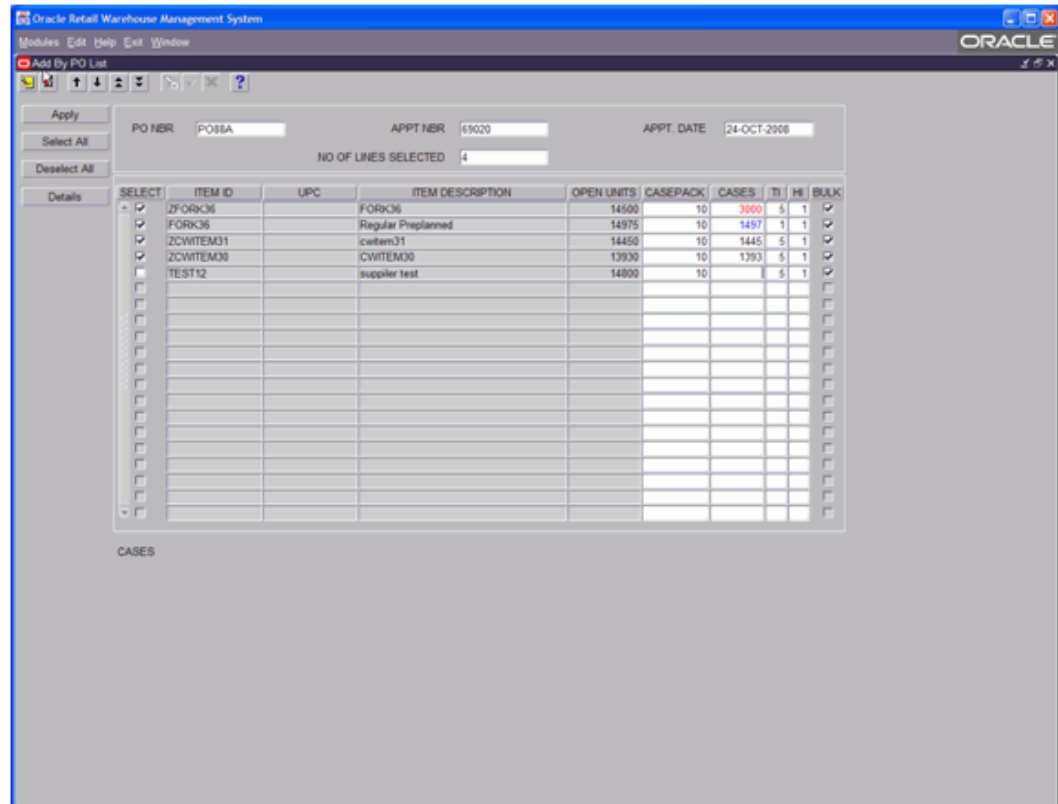 Oracle Retail Warehouse Management System
Modules Edit Help Exit Window
ORACLE
Add By PO List
?
Apply
Select All
Deselect All
Details
PO NBR PO88A APPT NBR 69020 APPT. DATE 24-OCT-2008
NO OF LINES SELECTED 4
SELECT ITEM ID UPC ITEM DESCRIPTION OPEN UNITS CASEPACK CASES TI HI BULK
ZFORK36 FORK36 14500 10 3000 5 1
FORK36 Regular Preplanned 14975 10 1497 1 1
ZCWITEM31 cwitem31 14450 10 1445 5 1
ZCWITEM30 CWITEM30 13930 10 1393 5 1
TEST12 suppiler test 14800 10 5 1
CASES